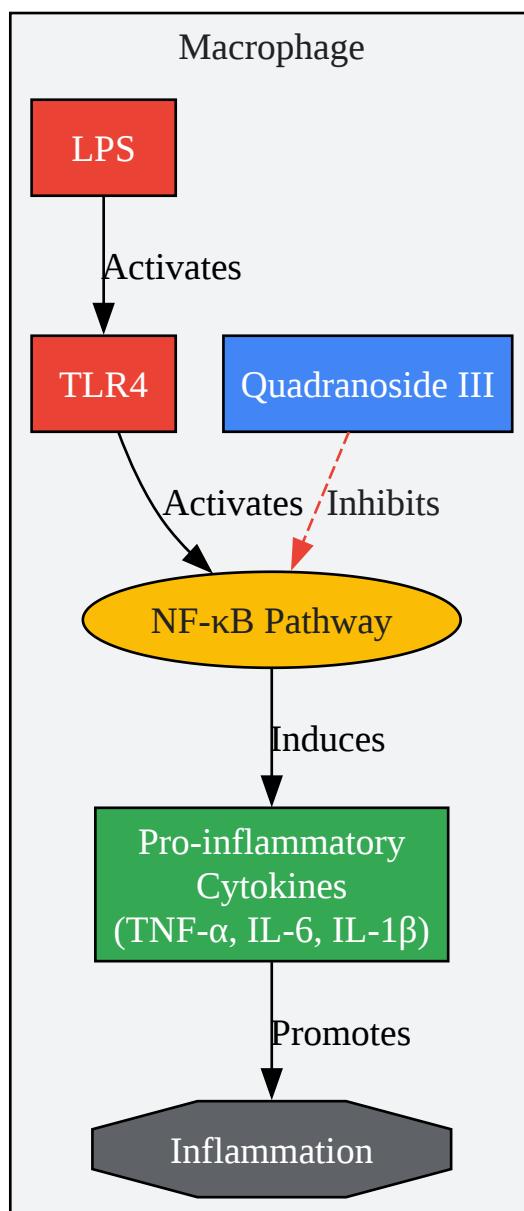 Macrophage
LPS
Activates
TLR4
Quadranoside III
Activates
Inhibits
NF-κB Pathway
Induces
Pro-inflammatory
Cytokines
(TNF-α, IL-6, IL-1β)
Promotes
Inflammation